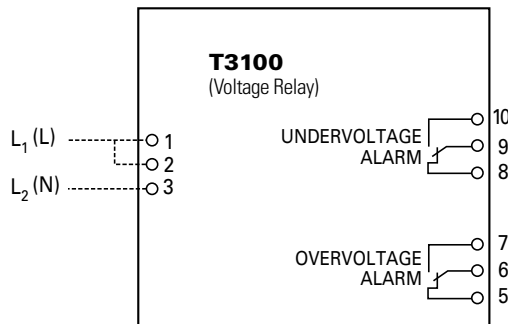 T3100
(Voltage Relay)
L1 (L)
1
2
L2 (N)
3
UNDERVOLTAGE
ALARM
10
9
8
OVERVOLTAGE
ALARM
7
6
5